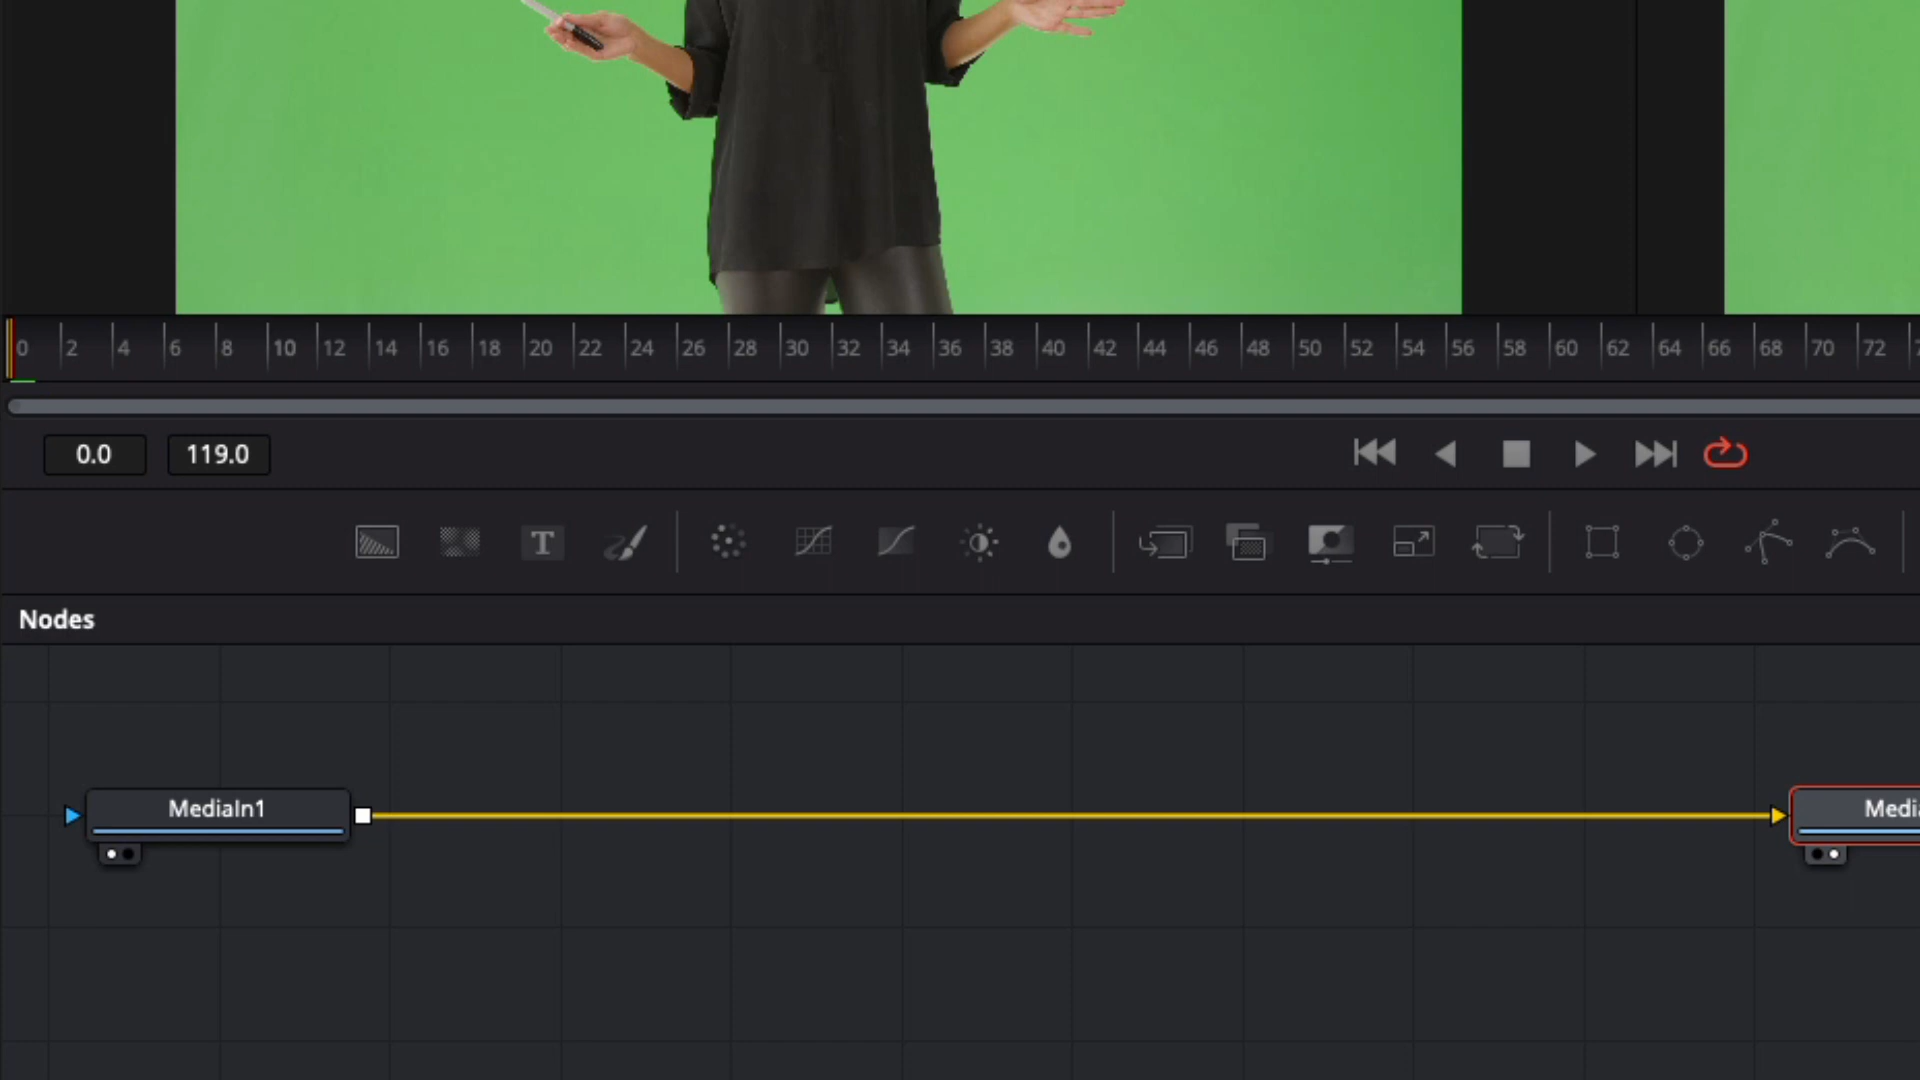 0 2 4 6 8 10 12 14 16 18 20 22 24 26 28 30 32 34 36 38 40 42 44 46 48 50 52 54 56 58 60 62 64 66 68 70 72
0.0 119.0
T
Nodes
MediaIn1 Media